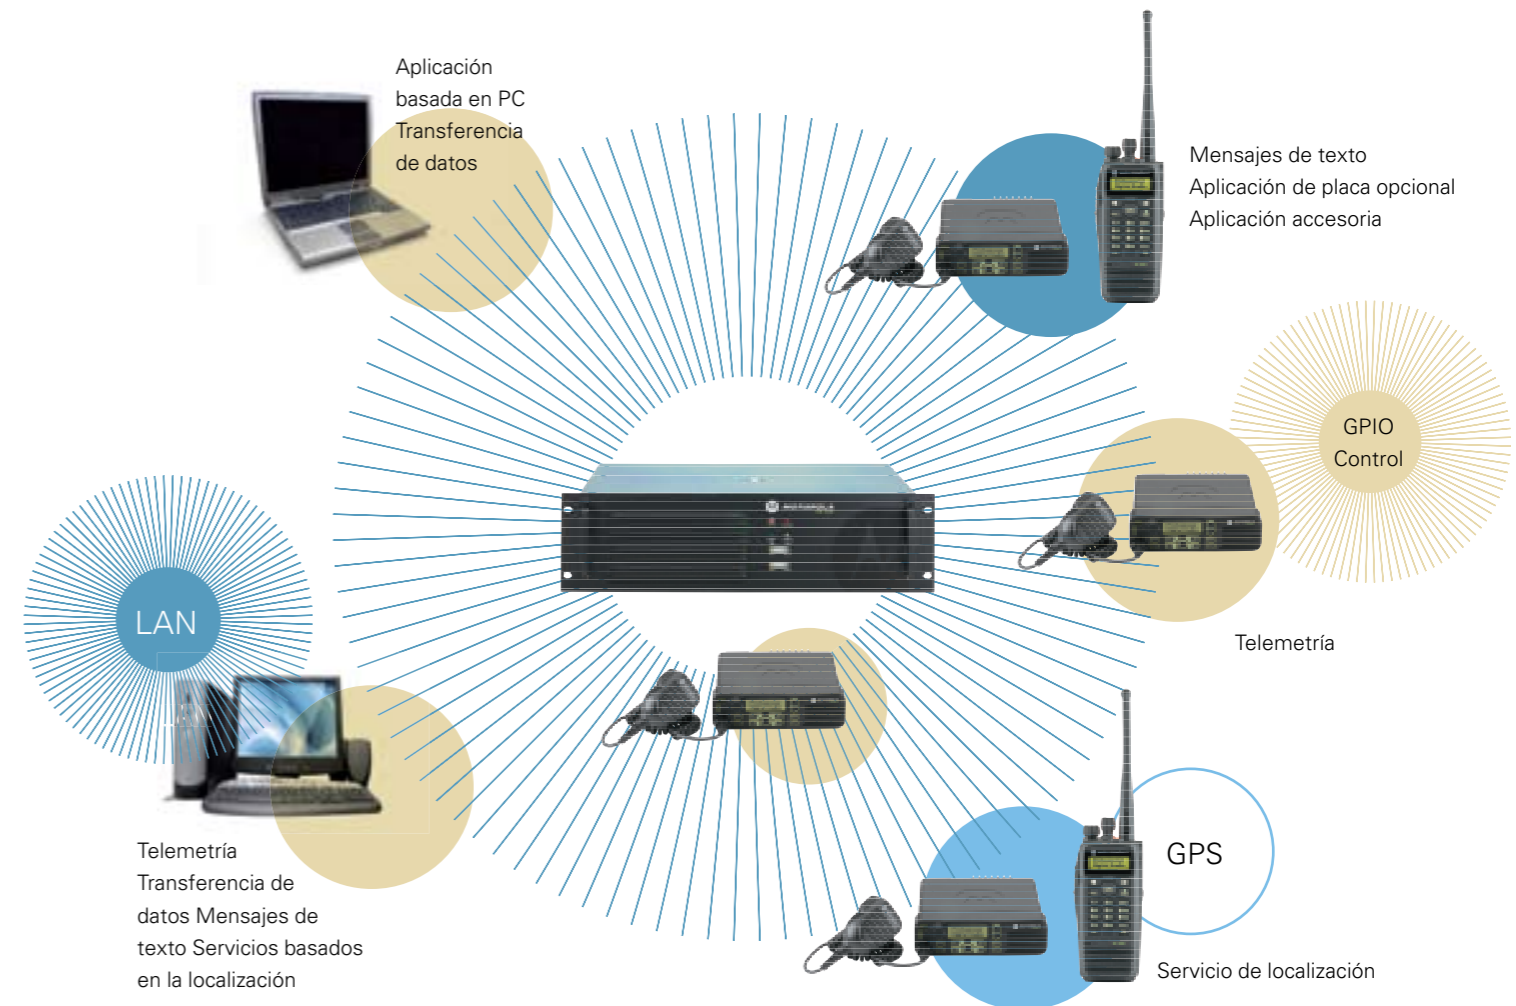 Aplicación
basada en PC
Transferencia
de datos
Mensajes de texto
Aplicación de placa opcional
Aplicación accesoria
GPIO
Control
MOTOROLA
LAN
Telemetría
Telemetría
Transferencia de
datos Mensajes de
texto Servicios basados
en la localización
GPS
Servicio de localización